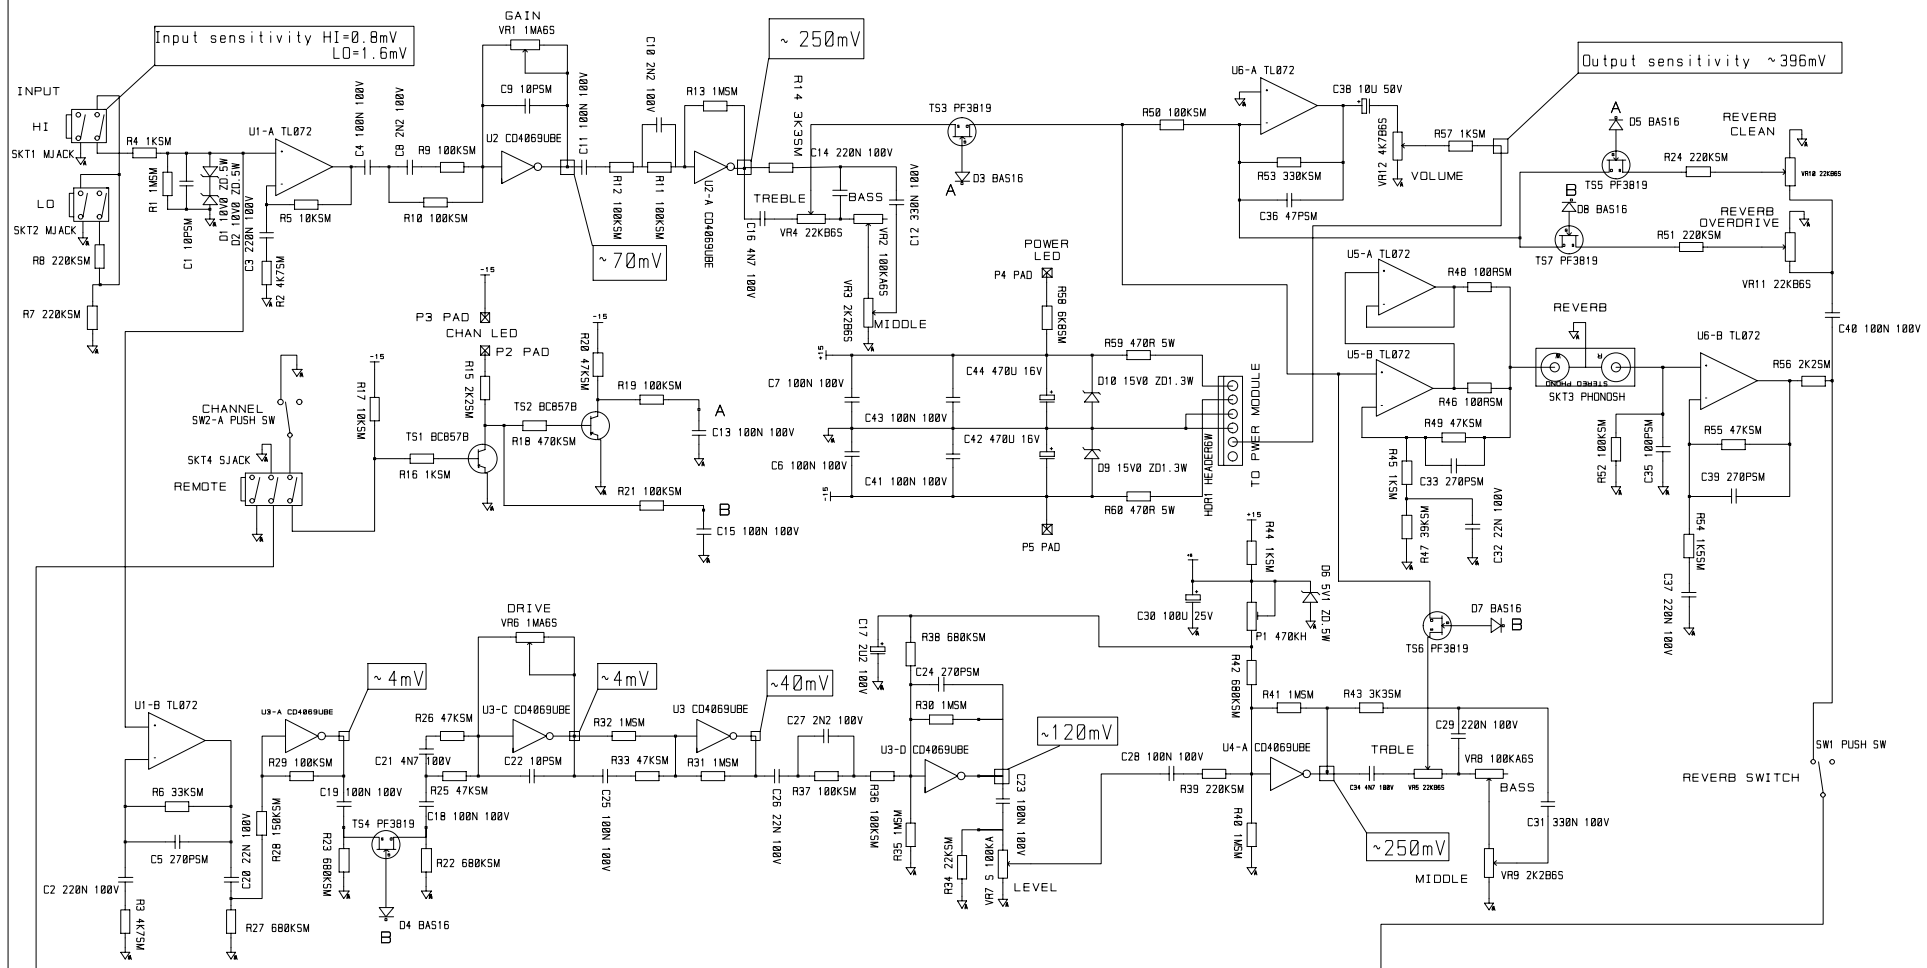 Input sensitivity HI=0.8mV
LO=1.6mV
GAIN
VR1 1MA6S
~ 250mV
Output sensitivity ~396mV
INPUT
HI
SKT1 MJACK
LO
SKT2 MJACK
R8 220KSM
R7 220KSM
R4 1KSM
R1 1MSM
C1 101PSM
D1 10V0 ZD.5W
D2 10V0 ZD.5W
C3 220N 100V
R2 4K7SM
U1-A TL072
R5 10KSM
C4 100N 100V
C8 2N2 100V
R9 100KSM
R10 100KSM
C9 10PSM
U2 CD4069UBE
C11 100N 100V
~70mV
C10 2N2 100V
R12 100KSM
R11 100KSM
R13 1MSM
U2-A CD4069UBE
R14 3K3SM
C14 220N 100V
TREBLE
BASS
C16 4N7 100V
VR4 22KB6S
VR2 100KA6S
C12 330N 100V
VR3 2K2B6S
MIDDLE
TS3 PF3819
D3 BAS16
A
R50 100KSM
U6-A TL072
R53 330KSM
C36 47PSM
C38 10U 50V
VR12 4K7B6S
VOLUME
R57 1KSM
A
D5 BAS16
TS5 PF3819
R24 220KSM
REVERB
CLEAN
VR10 22KB6S
B
D8 BAS16
TS7 PF3819
R51 220KSM
REVERB
OVERDRIVE
VR11 22KB6S
C40 100N 100V
-15
P3 PAD
CHAN LED
P2 PAD
R15 2K2SM
-15
R20 47KSM
R19 100KSM
A
C13 100N 100V
TS2 BC857B
R18 470KSM
-15
R17 10KSM
TS1 BC857B
R16 1KSM
R21 100KSM
B
C15 100N 100V
CHANNEL
SW2-A PUSH SW
SKT4 SJACK
REMOTE
POWER
LED
P4 PAD
R58 6K8SM
+15
C7 100N 100V
C44 470U 16V
C43 100N 100V
C42 470U 16V
C6 100N 100V
C41 100N 100V
-15
R59 470R 5W
D10 15V0 ZD1.3W
D9 15V0 ZD1.3W
R60 470R 5W
P5 PAD
HDR1 HEADER6W
TO PWR MODULE
U5-A TL072
R48 100RSM
U5-B TL072
R46 100RSM
R49 47KSM
C33 270PSM
R45 1KSM
R47 39KSM
C32 22N 100V
REVERB
STEREO PHONO
SKT3 PHONOSH
R52 100KSM
C35 100PSM
U6-B TL072
R56 2K2SM
R55 47KSM
C39 270PSM
R54 1K5SM
C37 220N 100V
+15
R44 1KSM
C30 100U 25V
D6 5V1 ZD.5W
P1 470KH
R42 680KSM
D7 BAS16
B
TS6 PF3819
U1-B TL072
R6 33KSM
C5 270PSM
C2 220N 100V
R3 4K7SM
C20 22N 100V
R27 680KSM
R28 150KSM
U3-A CD4069UBE
R29 100KSM
~4mV
C19 100N 100V
R23 680KSM
TS4 PF3819
D4 BAS16
B
DRIVE
VR6 1MA6S
R26 47KSM
C21 4N7 100V
R25 47KSM
C18 100N 100V
R22 680KSM
U3-C CD4069UBE
C22 10PSM
~4mV
R32 1MSM
R33 47KSM
C25 100N 100V
U3 CD4069UBE
R31 1MSM
~40mV
C26 22N 100V
C27 2N2 100V
R37 100KSM
R36 100KSM
C17 2U2 100V
R38 680KSM
C24 270PSM
R30 1MSM
U3-D CD4069UBE
R35 1MSM
~120mV
C23 100N 100V
R34 22KSM
VR7 S 100KA
LEVEL
C28 100N 100V
R39 220KSM
R41 1MSM
R43 3K3SM
U4-A CD4069UBE
R40 1MSM
C34 4N7 100V
TRBLE
VR5 22KB6S
C29 220N 100V
VR8 100KA6S
BASS
C31 330N 100V
~250mV
MIDDLE
VR9 2K2B6S
SW1 PUSH SW
REVERB SWITCH